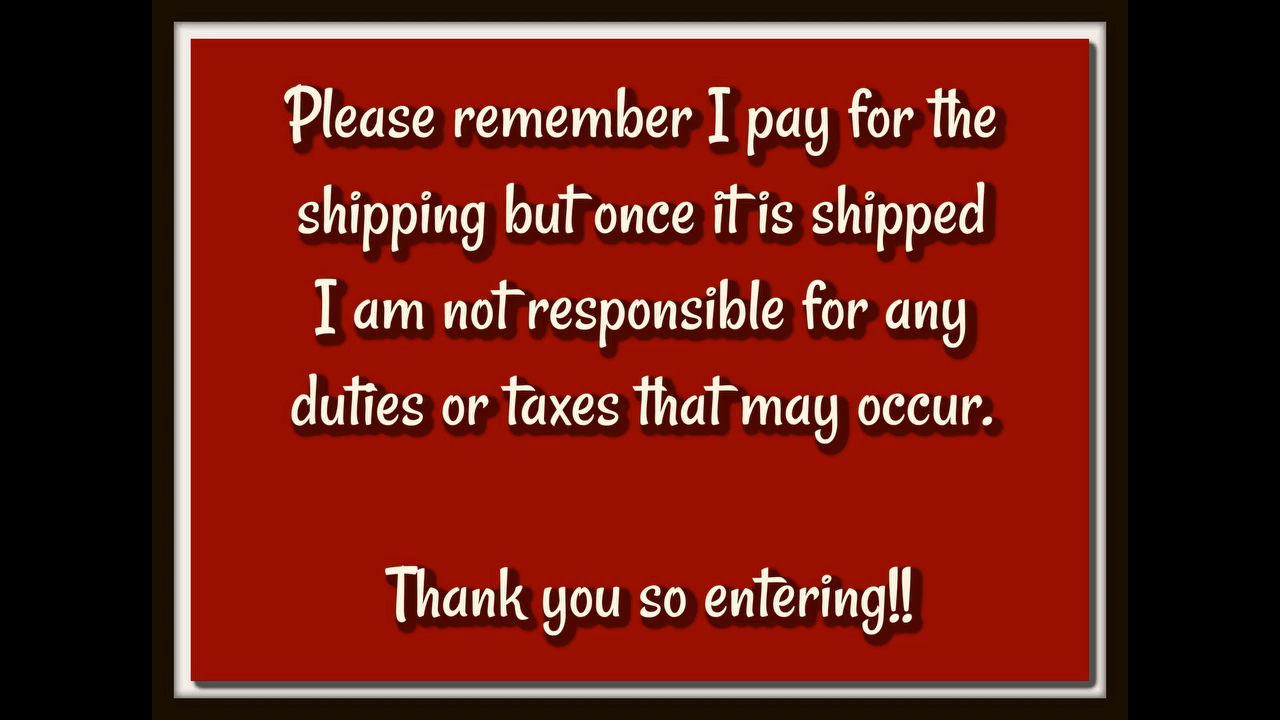 Please remember I pay for the
shipping but once it is shipped
I am not responsible for any
duties or taxes that may occur.
Thank you so entering!!